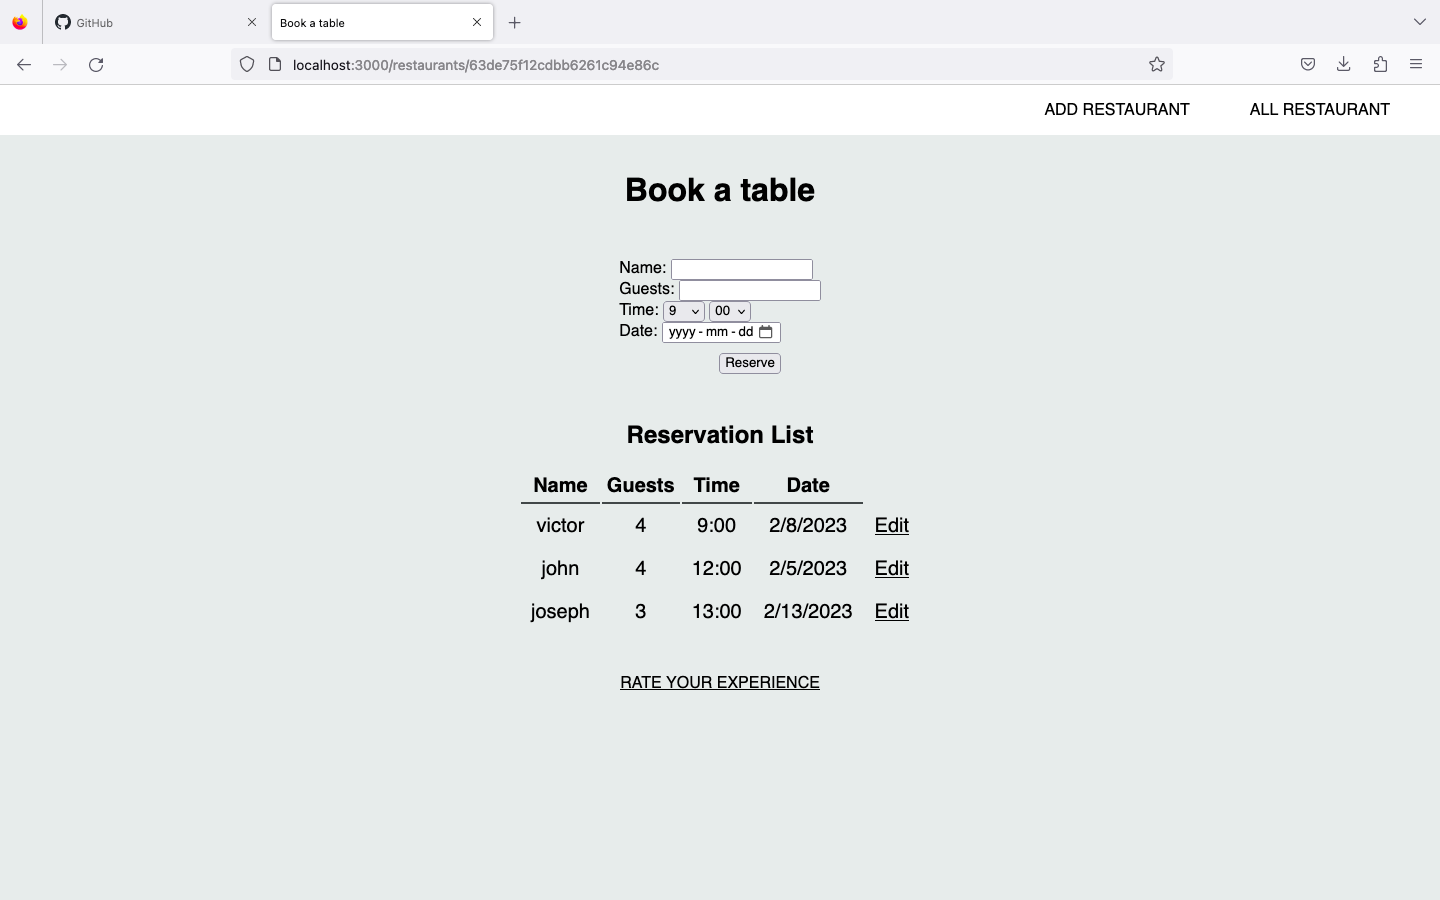 GitHub
Book a table
localhost:3000/restaurants/63de75f12cdbb6261c94e86c
ADD RESTAURANT ALL RESTAURANT
Book a table
Name:
Guests:
Time: 9 00
Date: yyyy - mm - dd
Reserve
Reservation List
Name Guests Time Date
victor 4 9:00 2/8/2023 Edit
john 4 12:00 2/5/2023 Edit
joseph 3 13:00 2/13/2023 Edit
RATE YOUR EXPERIENCE